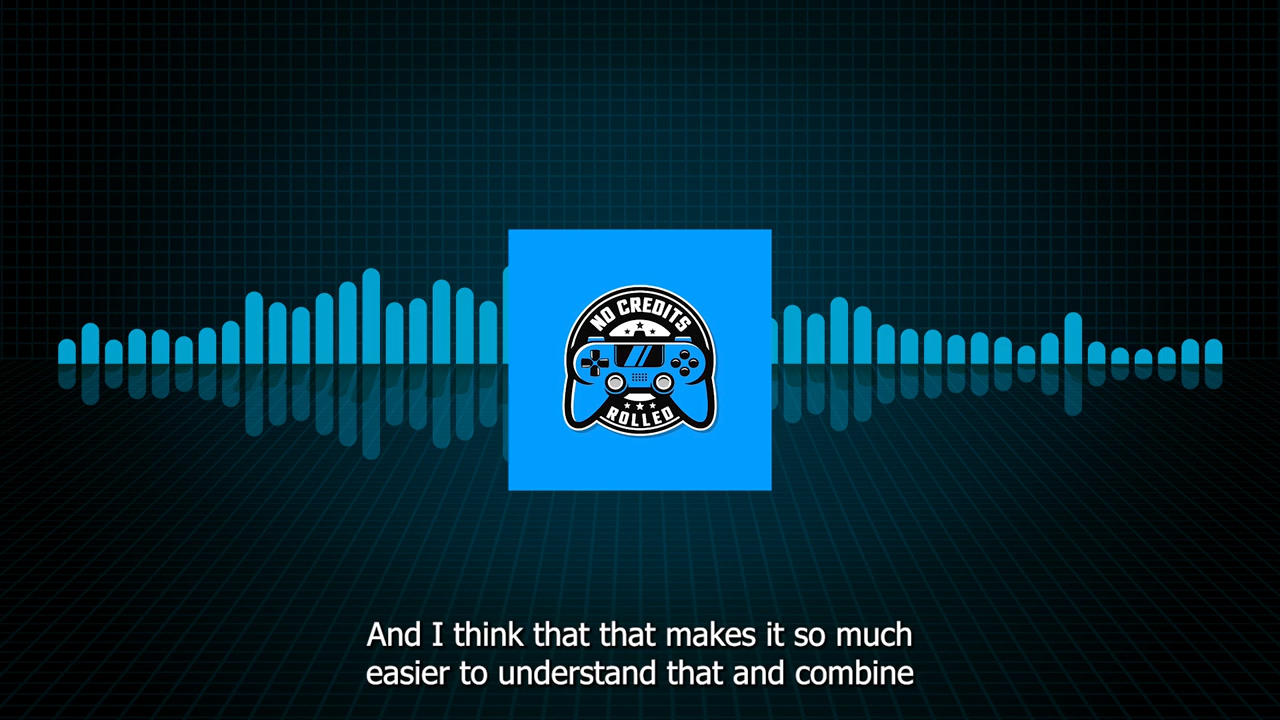 NO CREDITS
ROLLED
And I think that that makes it so much
easier to understand that and combine